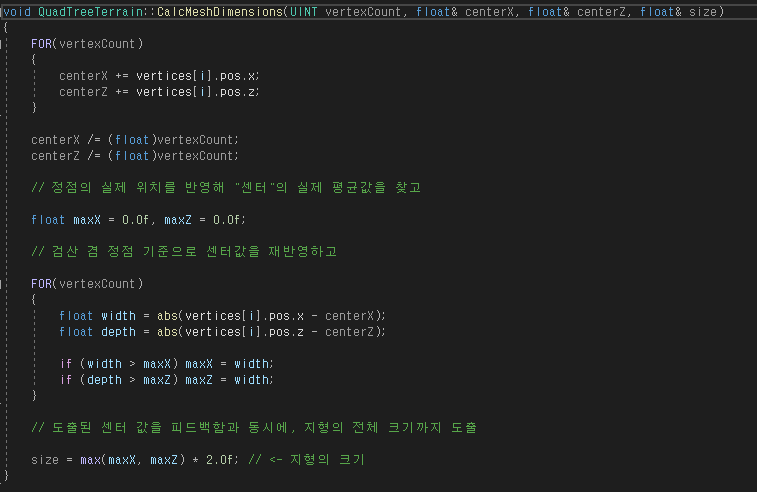 void QuadTreeTerrain::CalcMeshDimensions(UINT vertexCount, float& centerX, float& centerZ, float& size)
{
FOR(vertexCount)
{
centerX += vertices[i].pos.x;
centerZ += vertices[i].pos.z;
}
centerX /= (float)vertexCount;
centerZ /= (float)vertexCount;
// 정점의 실제 위치를 반영해 "센터"의 실제 평균값을 찾고
float maxX = 0.0f, maxZ = 0.0f;
// 검산 겸 정점 기준으로 센터값을 재반영하고
FOR(vertexCount)
{
float width = abs(vertices[i].pos.x - centerX);
float depth = abs(vertices[i].pos.z - centerZ);
if (width > maxX) maxX = width;
if (depth > maxZ) maxZ = width;
}
// 도출된 센터 값을 피드백함과 동시에, 지형의 전체 크기까지 도출
size = max(maxX, maxZ) * 2.0f; // <- 지형의 크기
}